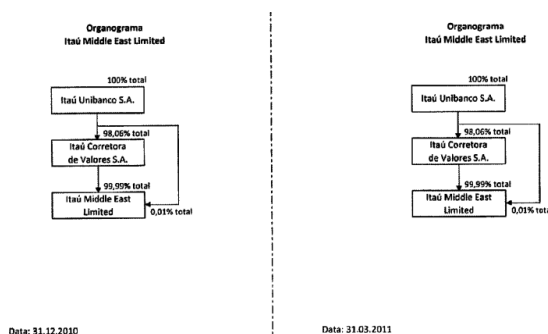 Organograma
Itaú Middle East Limited
100% total
Itaú Unibanco S.A.
98,06% total
Itaú Corretora
de Valores S.A.
99,99% total
Itaú Middle East
Limited
0,01% total
Data: 31.12.2010
Organograma
Itaú Middle East Limited
100% total
Itaú Unibanco S.A.
98,06% total
Itaú Corretora
de Valores S.A.
99,99% total
Itaú Middle East
Limited
0,01% total
Data: 31.03.2011